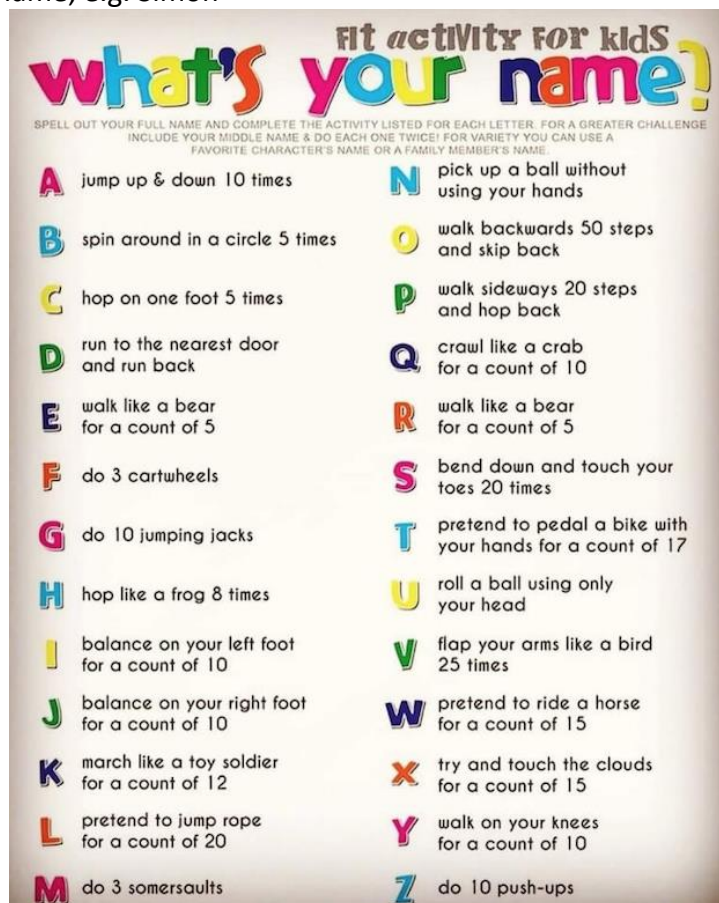 name, e.g. Simon
FIT activity FOR kids
what's your name?
SPELL OUT YOUR FULL NAME AND COMPLETE THE ACTIVITY LISTED FOR EACH LETTER. FOR A GREATER CHALLENGE
INCLUDE YOUR MIDDLE NAME & DO EACH ONE TWICE! FOR VARIETY YOU CAN USE A
FAVORITE CHARACTER'S NAME OR A FAMILY MEMBER'S NAME.
A jump up & down 10 times
B spin around in a circle 5 times
C hop on one foot 5 times
D run to the nearest door
and run back
E walk like a bear
for a count of 5
F do 3 cartwheels
G do 10 jumping jacks
H hop like a frog 8 times
I balance on your left foot
for a count of 10
J balance on your right foot
for a count of 10
K march like a toy soldier
for a count of 12
L pretend to jump rope
for a count of 20
M do 3 somersaults
N pick up a ball without
using your hands
O walk backwards 50 steps
and skip back
P walk sideways 20 steps
and hop back
Q crawl like a crab
for a count of 10
R walk like a bear
for a count of 5
S bend down and touch your
toes 20 times
T pretend to pedal a bike with
your hands for a count of 17
U roll a ball using only
your head
V flap your arms like a bird
25 times
W pretend to ride a horse
for a count of 15
X try and touch the clouds
for a count of 15
Y walk on your knees
for a count of 10
Z do 10 push-ups